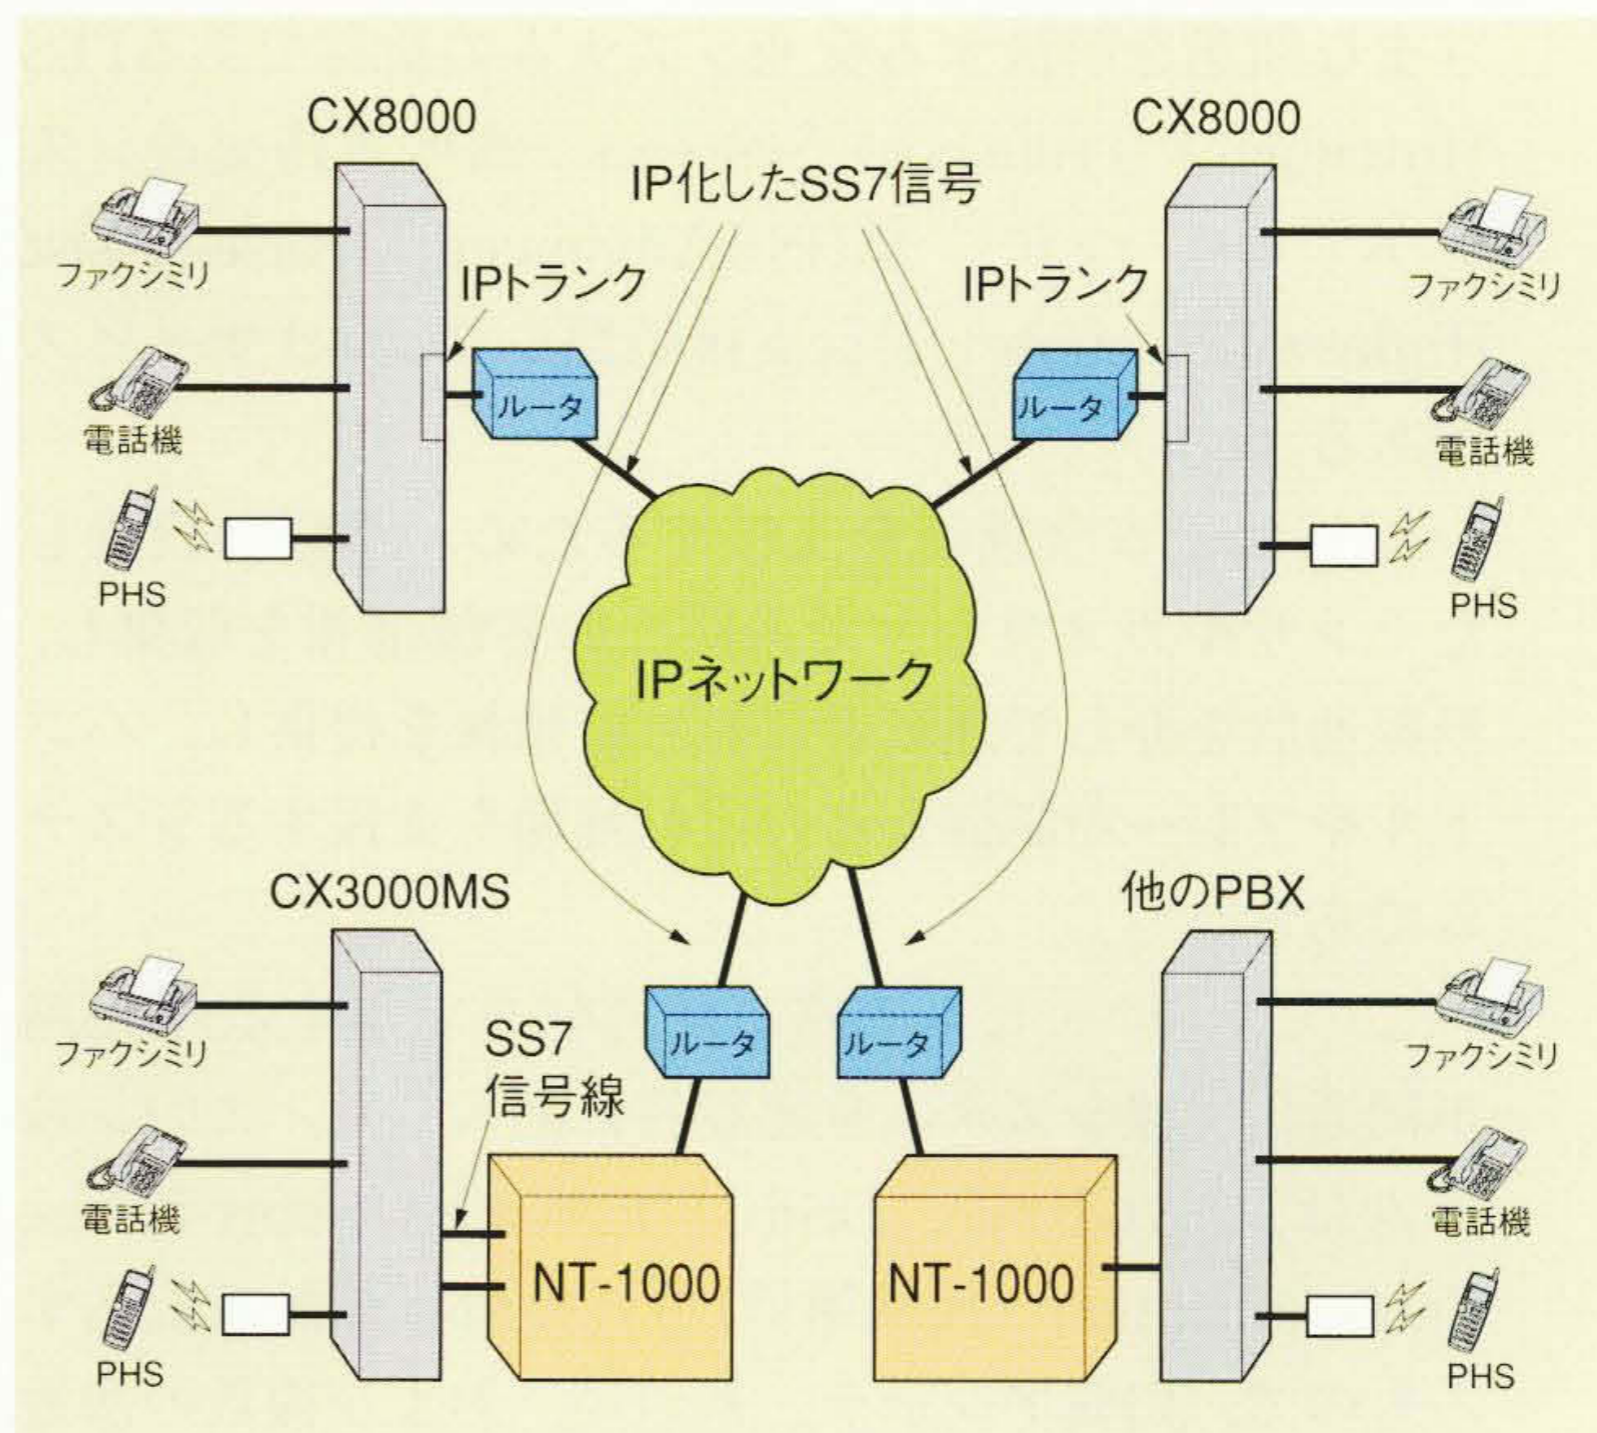 CX8000
CX8000
IP化したSS7信号
ファクシミリ
IPトランク
IPトランク
ファクシミリ
ルータ
ルータ
電話機
電話機
PHS
PHS
IPネットワーク
CX3000MS
他のPBX
ファクシミリ
SS7
信号線
ルータ
ルータ
ファクシミリ
電話機
電話機
NT-1000
NT-1000
PHS
PHS